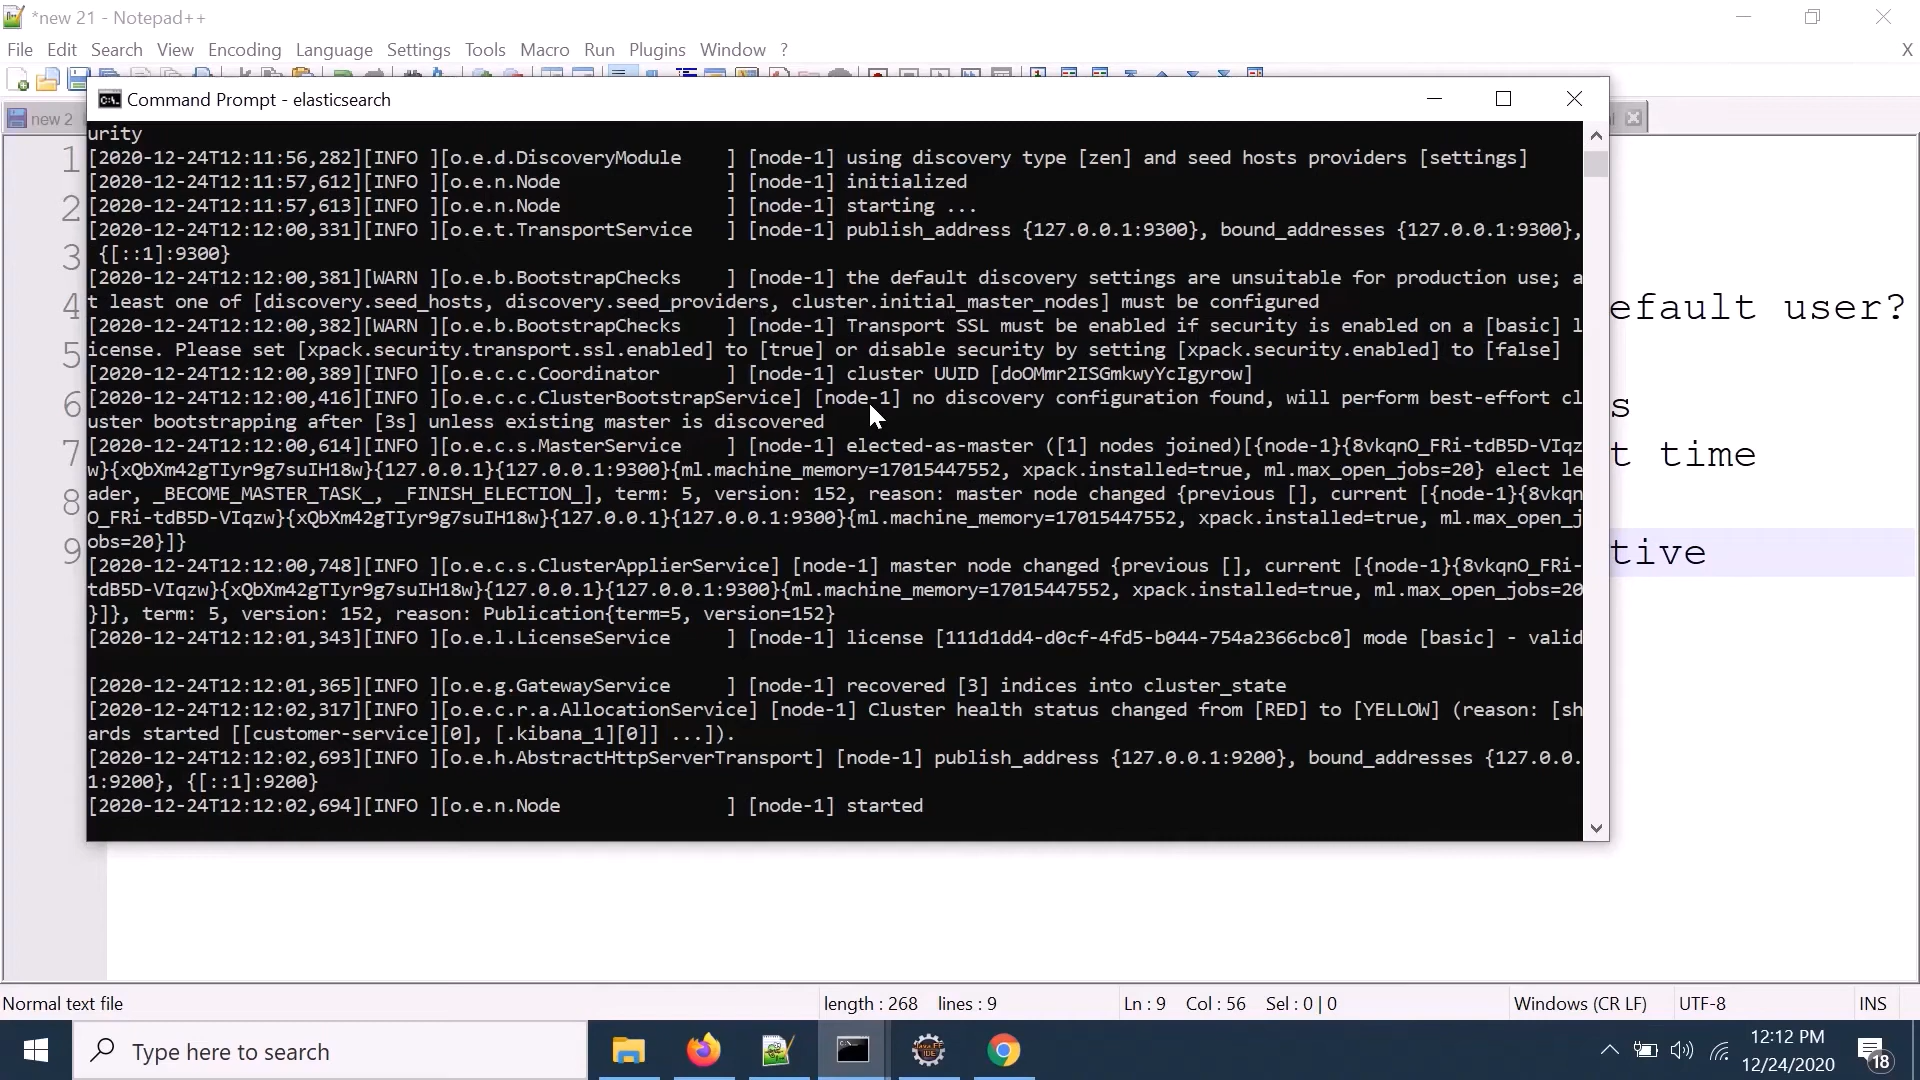 *new 21 - Notepad++
File Edit Search View Encoding Language Settings Tools Macro Run Plugins Window ? X
new 2
Command Prompt - elasticsearch
urity
[2020-12-24T12:11:56,282][INFO ][o.e.d.DiscoveryModule    ] [node-1] using discovery type [zen] and seed hosts providers [settings]
[2020-12-24T12:11:57,612][INFO ][o.e.n.Node               ] [node-1] initialized
[2020-12-24T12:11:57,613][INFO ][o.e.n.Node               ] [node-1] starting ...
[2020-12-24T12:12:00,331][INFO ][o.e.t.TransportService   ] [node-1] publish_address {127.0.0.1:9300}, bound_addresses {127.0.0.1:9300},
{[::1]:9300}
[2020-12-24T12:12:00,381][WARN ][o.e.b.BootstrapChecks    ] [node-1] the default discovery settings are unsuitable for production use; a
t least one of [discovery.seed_hosts, discovery.seed_providers, cluster.initial_master_nodes] must be configured
[2020-12-24T12:12:00,382][WARN ][o.e.b.BootstrapChecks    ] [node-1] Transport SSL must be enabled if security is enabled on a [basic] l
icense. Please set [xpack.security.transport.ssl.enabled] to [true] or disable security by setting [xpack.security.enabled] to [false]
[2020-12-24T12:12:00,389][INFO ][o.e.c.c.Coordinator      ] [node-1] cluster UUID [doOMmr2ISGmkwyYcIgyrow]
[2020-12-24T12:12:00,416][INFO ][o.e.c.c.ClusterBootstrapService] [node-1] no discovery configuration found, will perform best-effort cl
uster bootstrapping after [3s] unless existing master is discovered
[2020-12-24T12:12:00,614][INFO ][o.e.c.s.MasterService    ] [node-1] elected-as-master ([1] nodes joined)[{node-1}{8vkqnO_FRi-tdB5D-VIqz
w}{xQbXm42gTIyr9g7suIH18w}{127.0.0.1}{127.0.0.1:9300}{ml.machine_memory=17015447552, xpack.installed=true, ml.max_open_jobs=20} elect le
ader, _BECOME_MASTER_TASK_, _FINISH_ELECTION_], term: 5, version: 152, reason: master node changed {previous [], current [{node-1}{8vkqn
O_FRi-tdB5D-VIqzw}{xQbXm42gTIyr9g7suIH18w}{127.0.0.1}{127.0.0.1:9300}{ml.machine_memory=17015447552, xpack.installed=true, ml.max_open_j
obs=20}]}
[2020-12-24T12:12:00,748][INFO ][o.e.c.s.ClusterApplierService] [node-1] master node changed {previous [], current [{node-1}{8vkqnO_FRi-
tdB5D-VIqzw}{xQbXm42gTIyr9g7suIH18w}{127.0.0.1}{127.0.0.1:9300}{ml.machine_memory=17015447552, xpack.installed=true, ml.max_open_jobs=20
}]}, term: 5, version: 152, reason: Publication{term=5, version=152}
[2020-12-24T12:12:01,343][INFO ][o.e.l.LicenseService     ] [node-1] license [111d1dd4-d0cf-4fd5-b044-754a2366cbc0] mode [basic] - valid
[2020-12-24T12:12:01,365][INFO ][o.e.g.GatewayService     ] [node-1] recovered [3] indices into cluster_state
[2020-12-24T12:12:02,317][INFO ][o.e.c.r.a.AllocationService] [node-1] Cluster health status changed from [RED] to [YELLOW] (reason: [sh
ards started [[customer-service][0], [.kibana_1][0]] ...]).
[2020-12-24T12:12:02,693][INFO ][o.e.h.AbstractHttpServerTransport] [node-1] publish_address {127.0.0.1:9200}, bound_addresses {127.0.0.
1:9200}, {[::1]:9200}
[2020-12-24T12:12:02,694][INFO ][o.e.n.Node               ] [node-1] started
1
2
3
4 efault user?
5
6 s
7 t time
8
9 tive
Normal text file length : 268 lines : 9 Ln : 9 Col : 56 Sel : 0 | 0 Windows (CR LF) UTF-8 INS
Type here to search
12:12 PM
12/24/2020
18